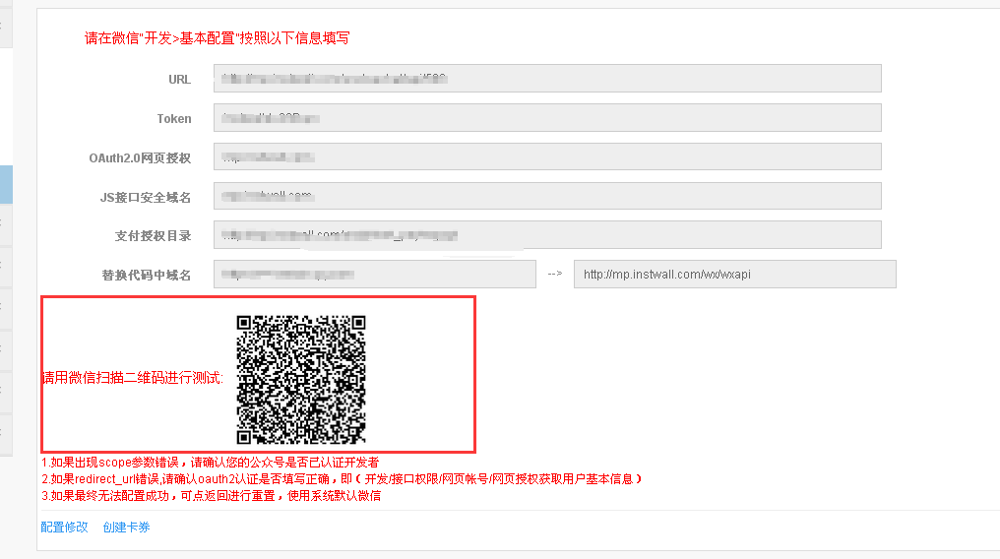 请在微信"开发>基本配置"按照以下信息填写
URL
Token
OAuth2.0网页授权
JS接口安全域名
支付授权目录
替换代码中域名 --> http://mp.instwall.com/wx/wxapi
请用微信扫描二维码进行测试:
1.如果出现scope参数错误，请确认您的公众号是否已认证开发者
2.如果redirect_url错误,请确认oauth2认证是否填写正确，即（开发/接口权限/网页帐号/网页授权获取用户基本信息）
3.如果最终无法配置成功，可点返回进行重置，使用系统默认微信
配置修改 创建卡券